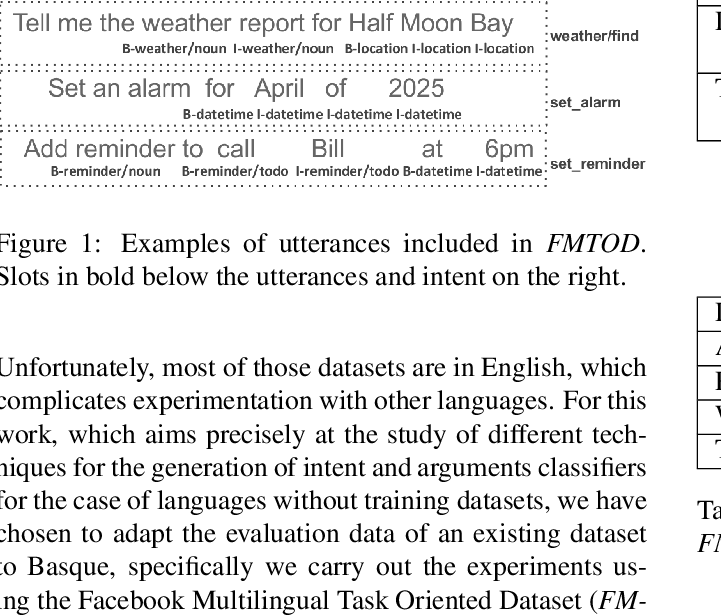 Tell me the weather report for Half Moon Bay
B-weather/noun I-weather/noun B-location I-location I-location
weather/find
Set an alarm for April of 2025
B-datetime I-datetime I-datetime I-datetime
set_alarm
Add reminder to call Bill at 6pm
B-reminder/noun B-reminder/todo I-reminder/todo B-datetime I-datetime
set_reminder
Figure 1: Examples of utterances included in FMTOD.
Slots in bold below the utterances and intent on the right.
Unfortunately, most of those datasets are in English, which
complicates experimentation with other languages. For this
work, which aims precisely at the study of different tech-
niques for the generation of intent and arguments classifiers
for the case of languages without training datasets, we have
chosen to adapt the evaluation data of an existing dataset
to Basque, specifically we carry out the experiments us-
ing the Facebook Multilingual Task Oriented Dataset (FM-